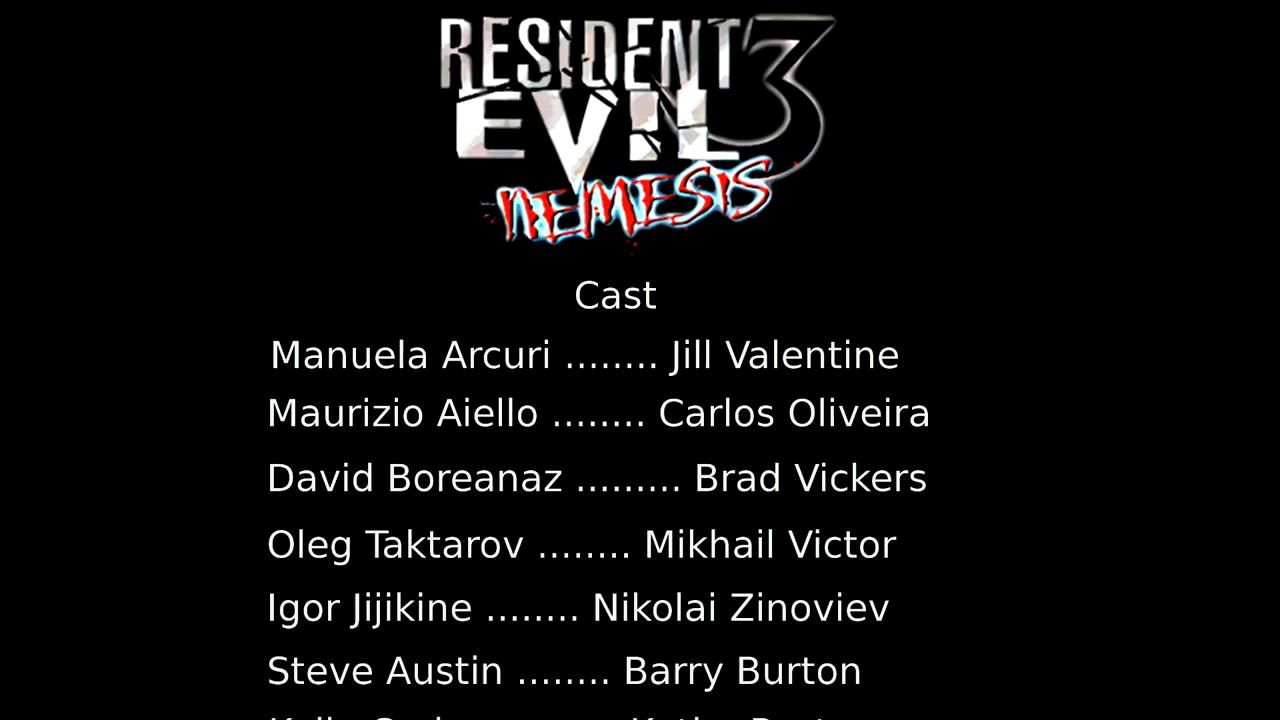 RESIDENT
EVIL 3
NEMESIS
Cast
Manuela Arcuri ........ Jill Valentine
Maurizio Aiello ........ Carlos Oliveira
David Boreanaz ......... Brad Vickers
Oleg Taktarov ........ Mikhail Victor
Igor Jijikine ........ Nikolai Zinoviev
Steve Austin ........ Barry Burton